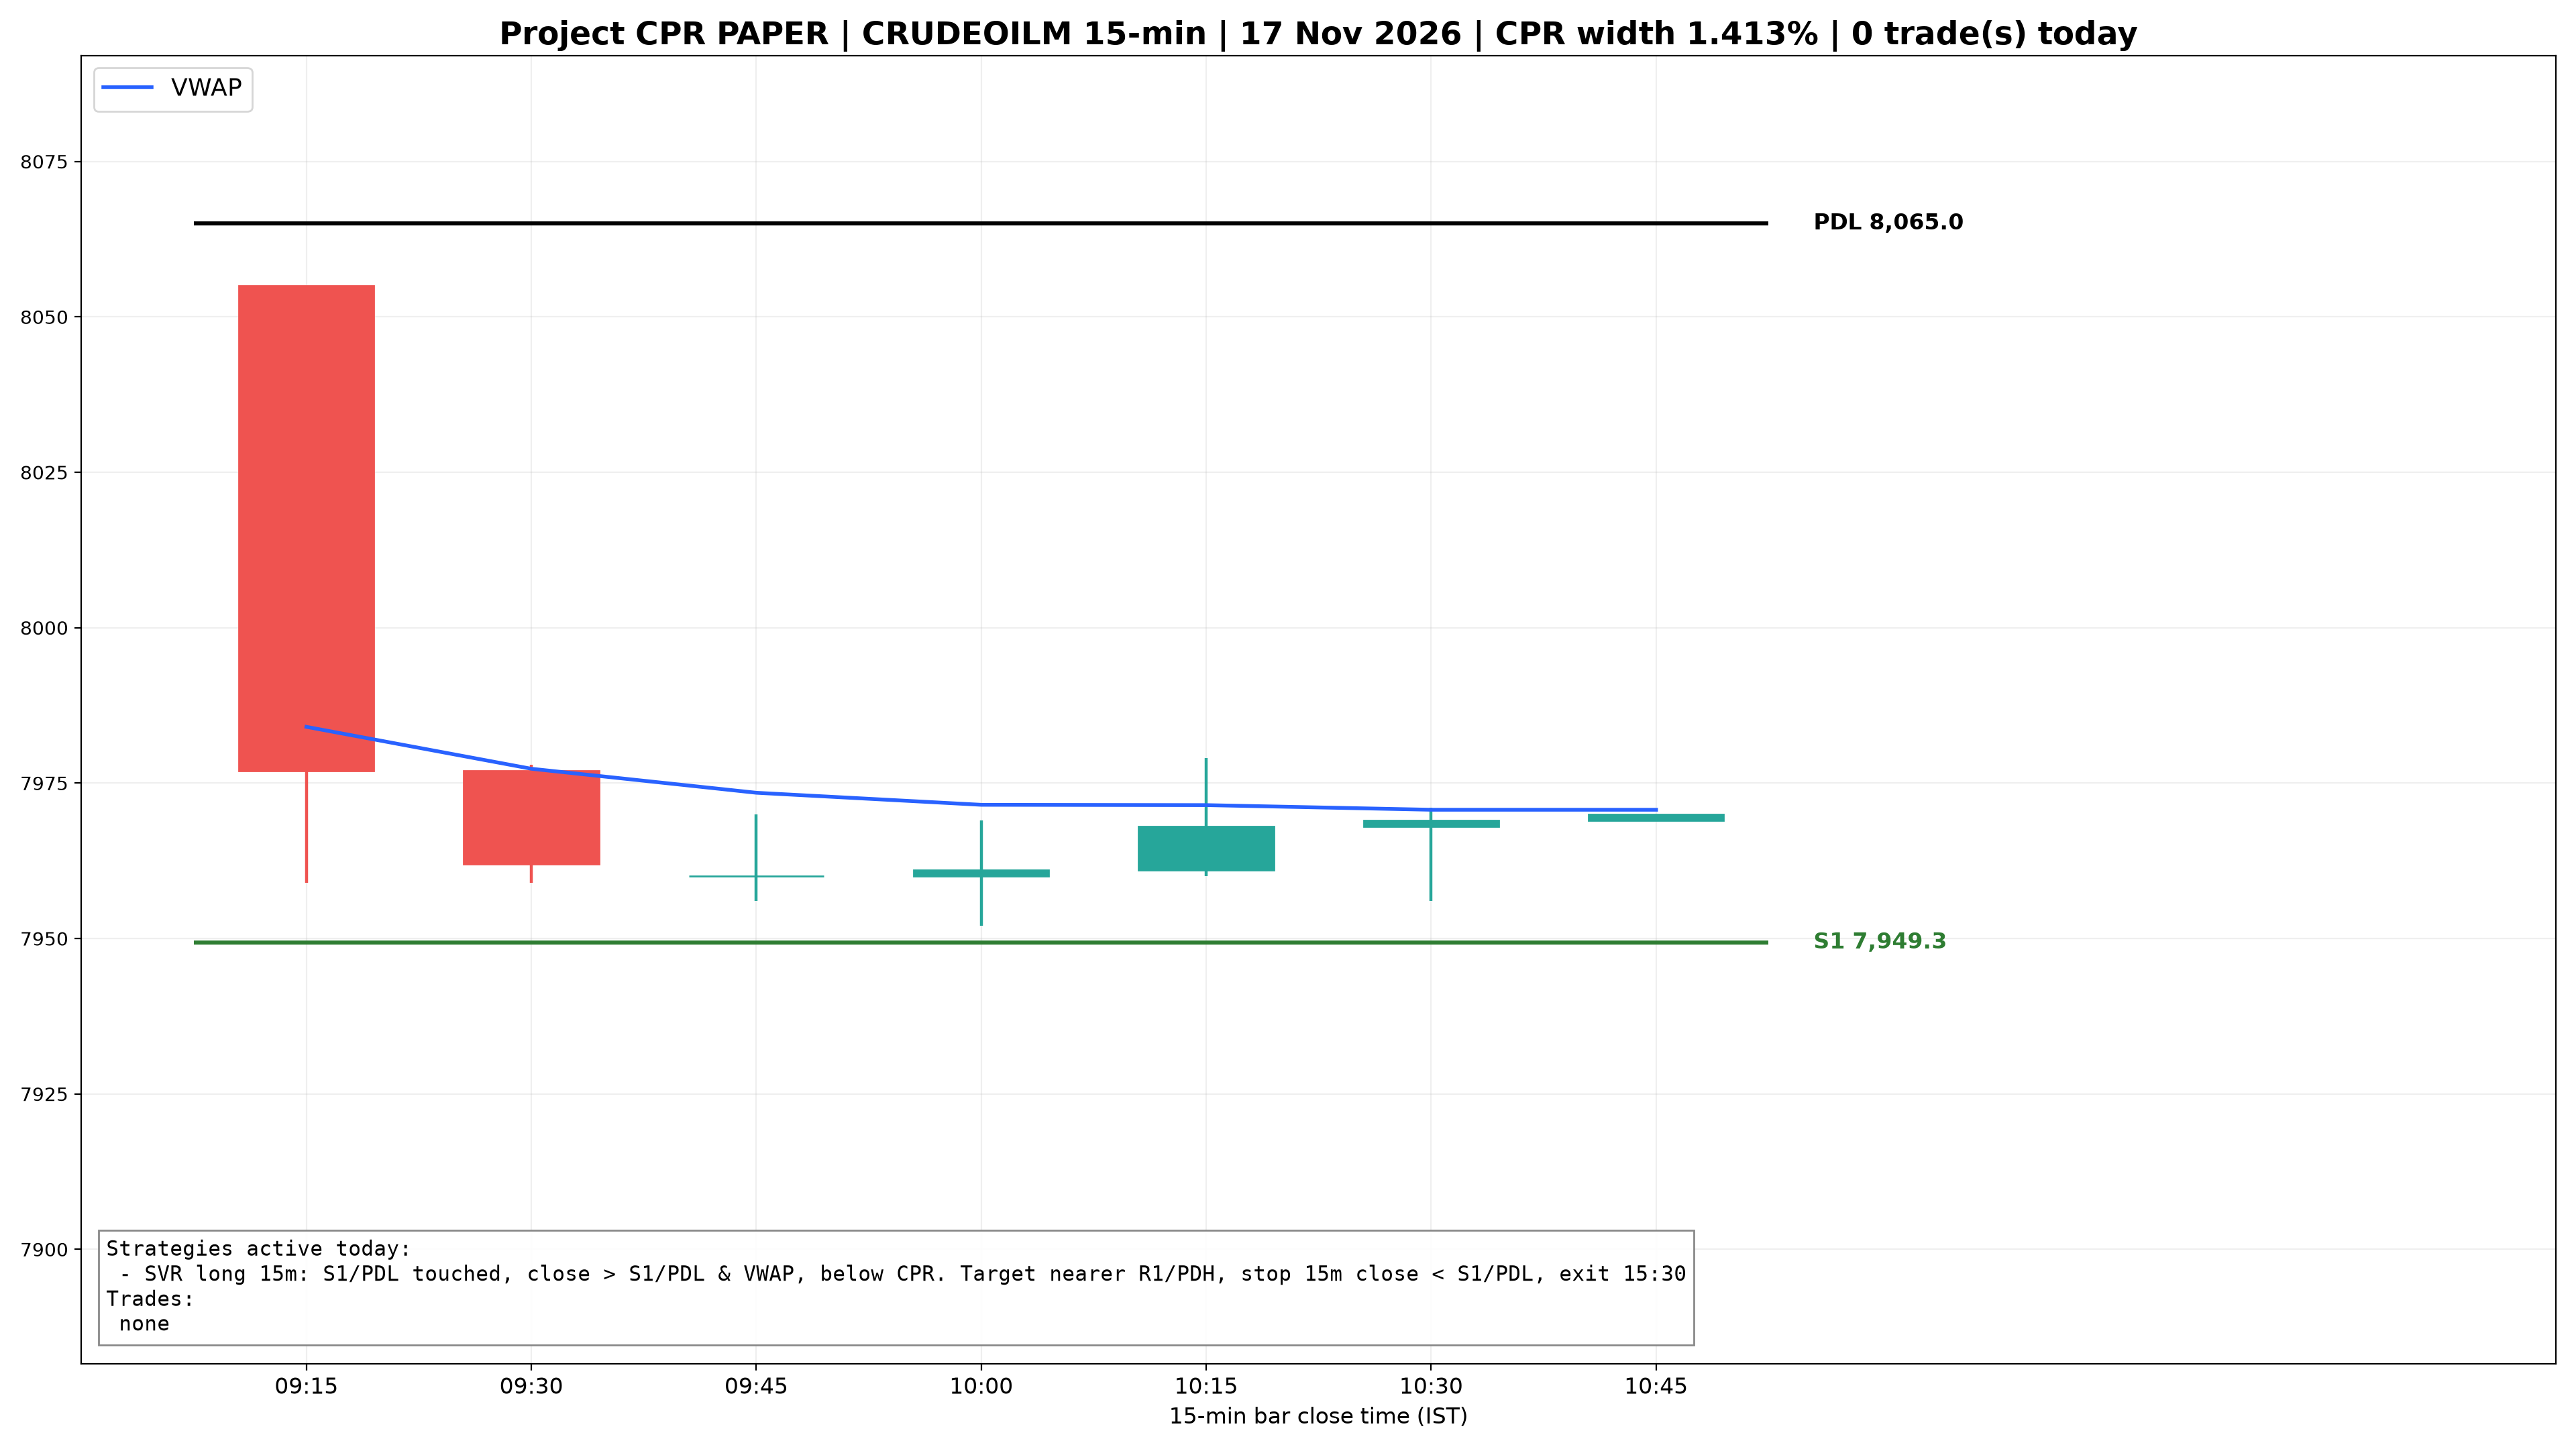 Project CPR PAPER | CRUDEOILM 15-min | 17 Nov 2026 | CPR width 1.413% | 0 trade(s) today
VWAP
8075
8050
8025
8000
7975
7950
7925
7900
PDL 8,065.0
S1 7,949.3
Strategies active today:
- SVR long 15m: S1/PDL touched, close > S1/PDL & VWAP, below CPR. Target nearer R1/PDH, stop 15m close < S1/PDL, exit 15:30
Trades:
none
09:15 09:30 09:45 10:00 10:15 10:30 10:45
15-min bar close time (IST)